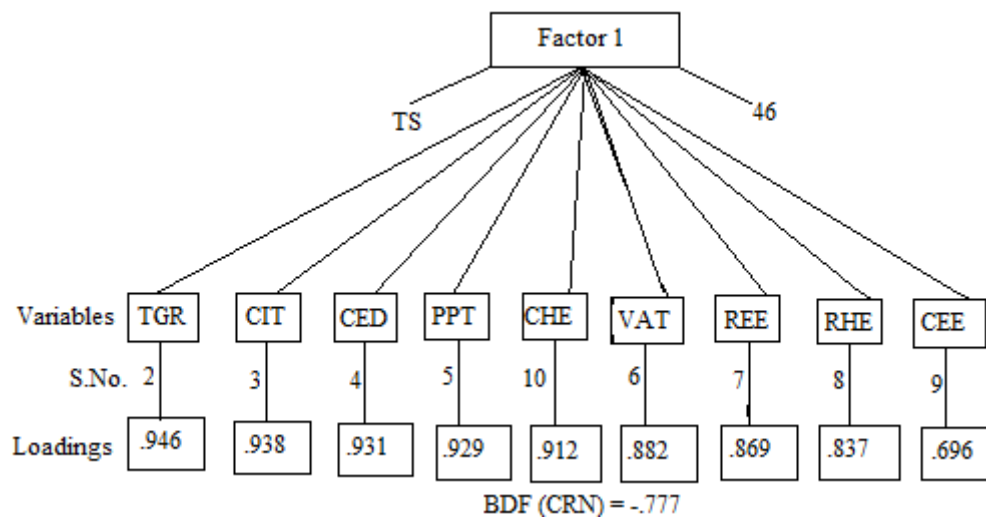 Factor 1
TS 46
Variables TGR CIT CED PPT CHE VAT REE RHE CEE
S.No. 2 3 4 5 10 6 7 8 9
Loadings .946 .938 .931 .929 .912 .882 .869 .837 .696
BDF (CRN) = -.777